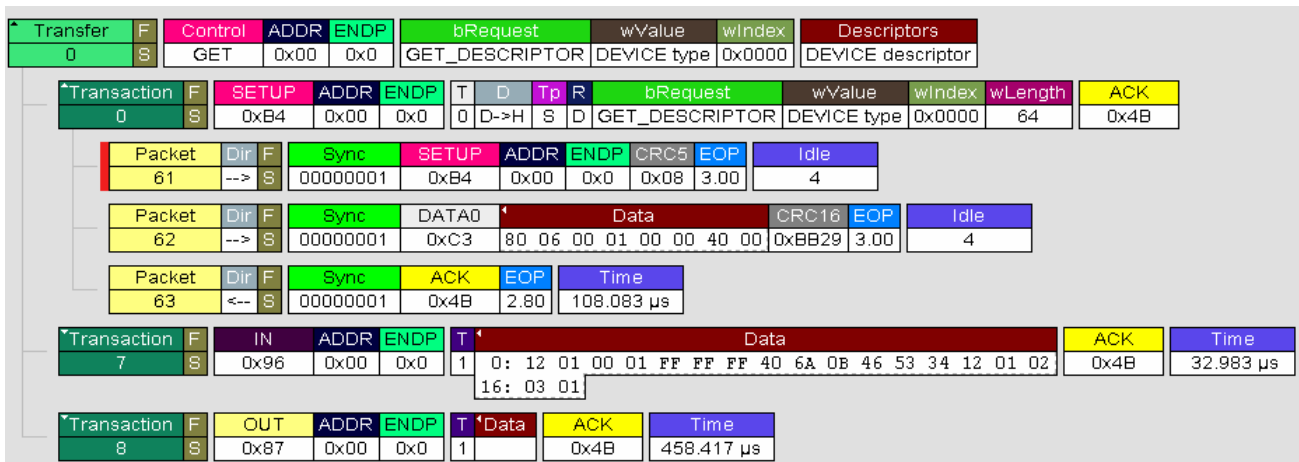 Transfer F Control ADDR ENDP bRequest wValue wIndex Descriptors
0 S GET 0x00 0x0 GET_DESCRIPTOR DEVICE type 0x0000 DEVICE descriptor
Transaction F SETUP ADDR ENDP T D Tp R bRequest wValue wIndex wLength ACK
0 S 0xB4 0x00 0x0 0 D->H S D GET_DESCRIPTOR DEVICE type 0x0000 64 0x4B
Packet Dir F Sync SETUP ADDR ENDP CRC5 EOP Idle
61 --> S 00000001 0xB4 0x00 0x0 0x08 3.00 4
Packet Dir F Sync DATA0 Data CRC16 EOP Idle
62 --> S 00000001 0xC3 80 06 00 01 00 00 40 00 0xBB29 3.00 4
Packet Dir F Sync ACK EOP Time
63 <-- S 00000001 0x4B 2.80 108.083 µs
Transaction F IN ADDR ENDP T Data ACK Time
7 S 0x96 0x00 0x0 1 0: 12 01 00 01 FF FF FF 40 6A 0B 46 53 34 12 01 02 0x4B 32.983 µs
16: 03 01
Transaction F OUT ADDR ENDP T Data ACK Time
8 S 0x87 0x00 0x0 1 0x4B 458.417 µs